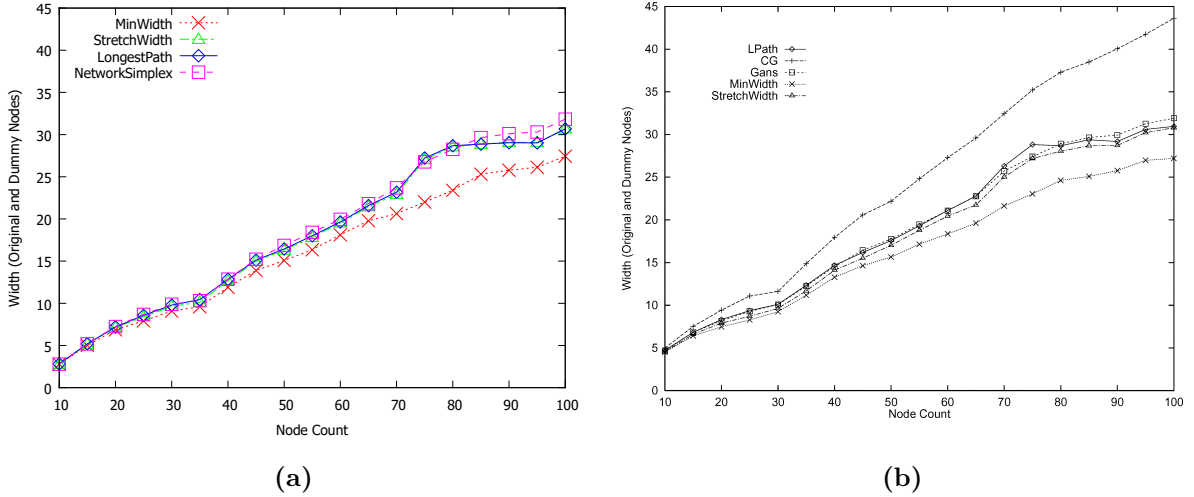 45
40
35
30
25
20
15
10
5
0
Width (Original and Dummy Nodes)
MinWidth
StretchWidth
LongestPath
NetworkSimplex
10 20 30 40 50 60 70 80 90 100
Node Count
(a)
45
40
35
30
25
20
15
10
5
0
Width (Original and Dummy Nodes)
LPath
CG
Gans
MinWidth
StretchWidth
10 20 30 40 50 60 70 80 90 100
Node Count
(b)